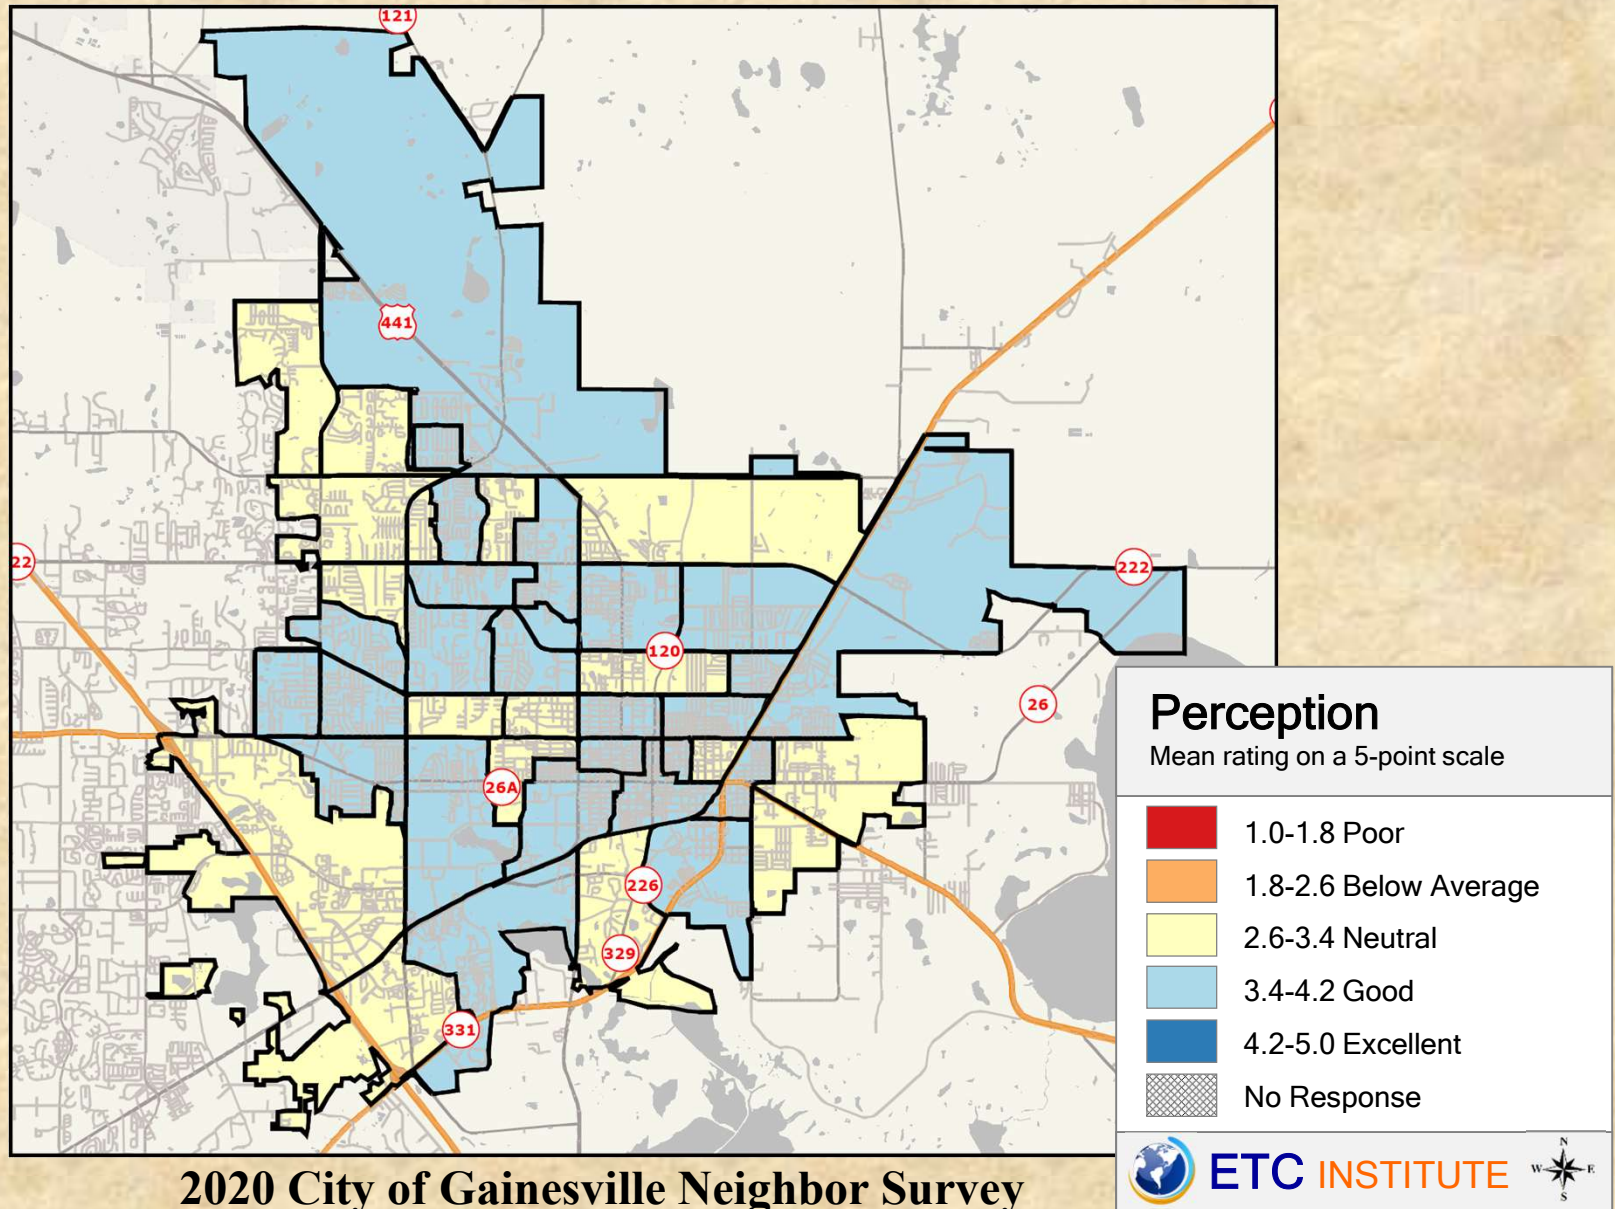 121
441
22
222
120
26
26A
226
329
331
Perception
Mean rating on a 5-point scale
1.0-1.8 Poor
1.8-2.6 Below Average
2.6-3.4 Neutral
3.4-4.2 Good
4.2-5.0 Excellent
No Response
ETC INSTITUTE
N
W E
S
2020 City of Gainesville Neighbor Survey